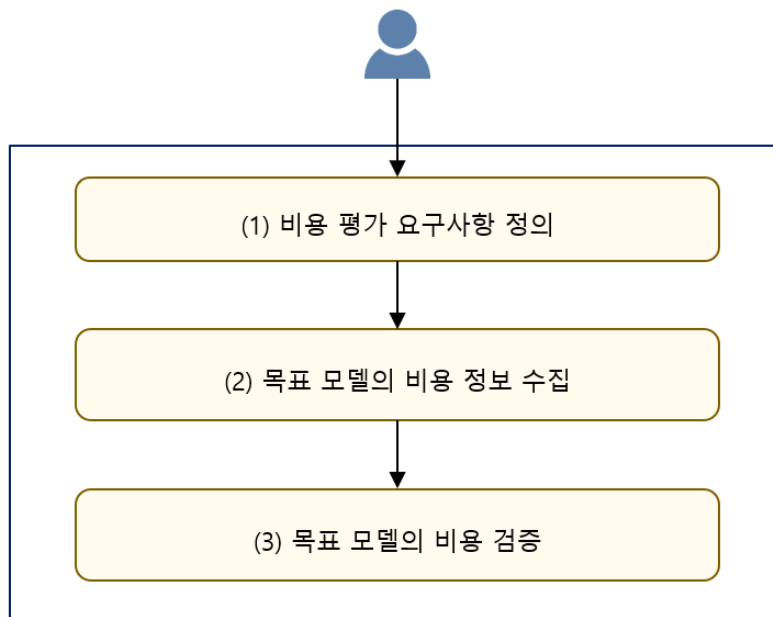 (1) 비용 평가 요구사항 정의
(2) 목표 모델의 비용 정보 수집
(3) 목표 모델의 비용 검증